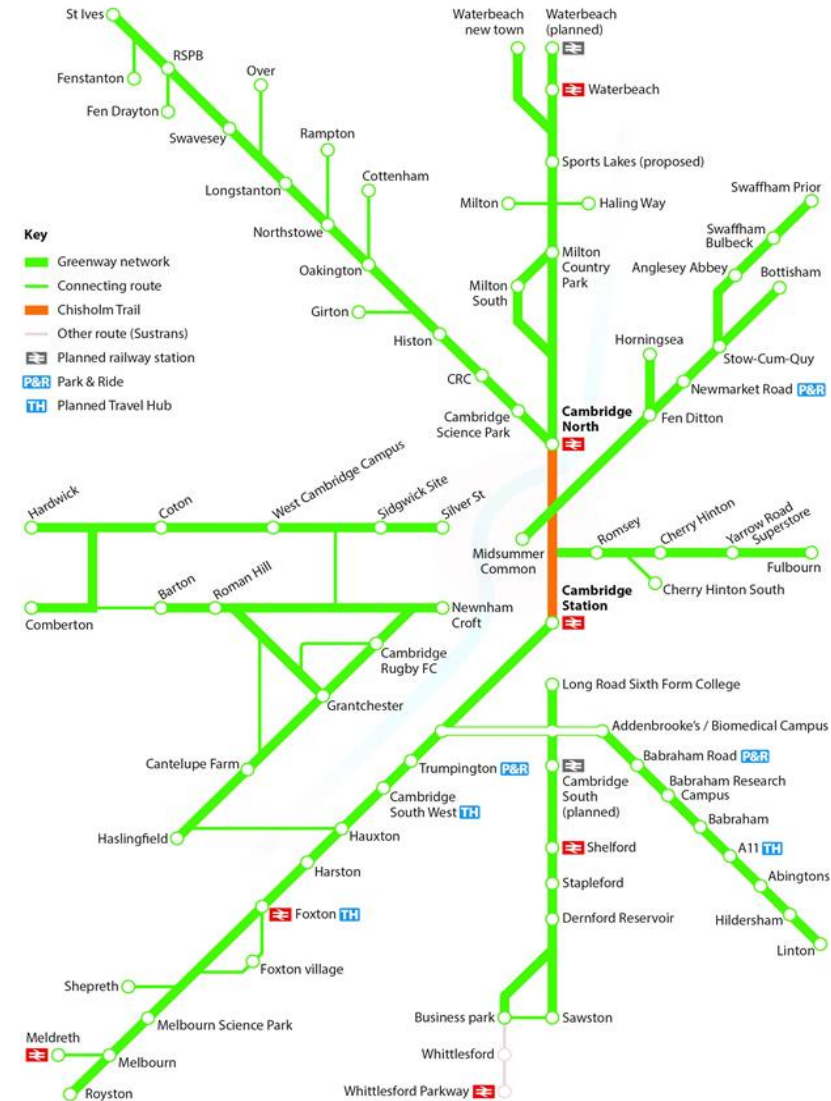 St Ives
RSPB
Fenstanton
Fen Drayton
Over
Swavesey
Rampton
Longstanton
Cottenham
Northstowe
Oakington
Girton
Histon
CRC
Cambridge
Science Park
Waterbeach
new town
Waterbeach
(planned)
Waterbeach
Sports Lakes (proposed)
Milton
Haling Way
Milton
Country
Park
Milton
South
Cambridge
North
Swaffham Prior
Swaffham
Bulbeck
Anglesey Abbey
Bottisham
Horningsea
Stow-Cum-Quy
Newmarket Road P&R
Fen Ditton
Midsummer
Common
Key
Greenway network
Connecting route
Chisholm Trail
Other route (Sustrans)
Planned railway station
P&R Park & Ride
TH Planned Travel Hub
Hardwick
Coton
West Cambridge Campus
Sidgwick Site
Silver St
Comberton
Barton
Roman Hill
Newnham
Croft
Cambridge
Rugby FC
Grantchester
Cantelupe Farm
Haslingfield
Romsey
Cherry Hinton
Yarrow Road
Superstore
Fulbourn
Cherry Hinton South
Cambridge
Station
Long Road Sixth Form College
Addenbrooke's / Biomedical Campus
Trumpington P&R
Cambridge
South West TH
Hauxton
Harston
Foxton TH
Foxton village
Shepreth
Melbourn Science Park
Meldreth
Melbourn
Royston
Cambridge
South
(planned)
Shelford
Stapleford
Dernford Reservoir
Business park
Sawston
Whittlesford
Whittlesford Parkway
Babraham Road P&R
Babraham Research
Campus
Babraham
A11 TH
Abingtons
Hildersham
Linton